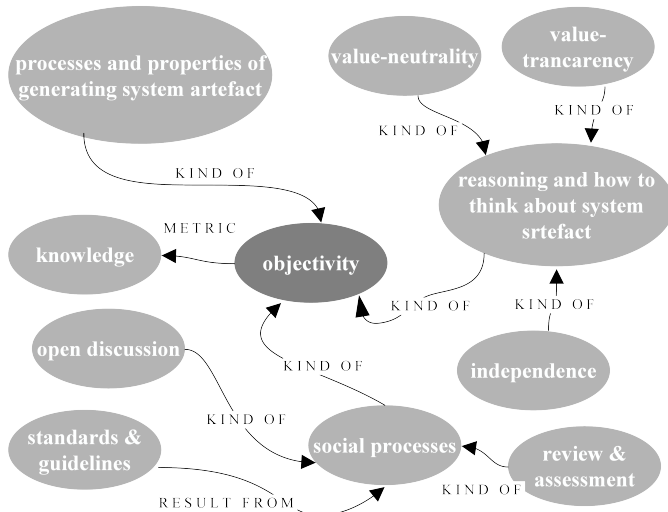 processes and properties of
generating system artefact
value-neutrality
value-
trancarency
KIND OF
KIND OF
KIND OF
reasoning and how to
think about system
srtefact
METRIC
knowledge
objectivity
KIND OF
KIND OF
open discussion
independence
KIND OF
KIND OF
standards &
guidelines
social processes
review &
assessment
KIND OF
RESULT FROM